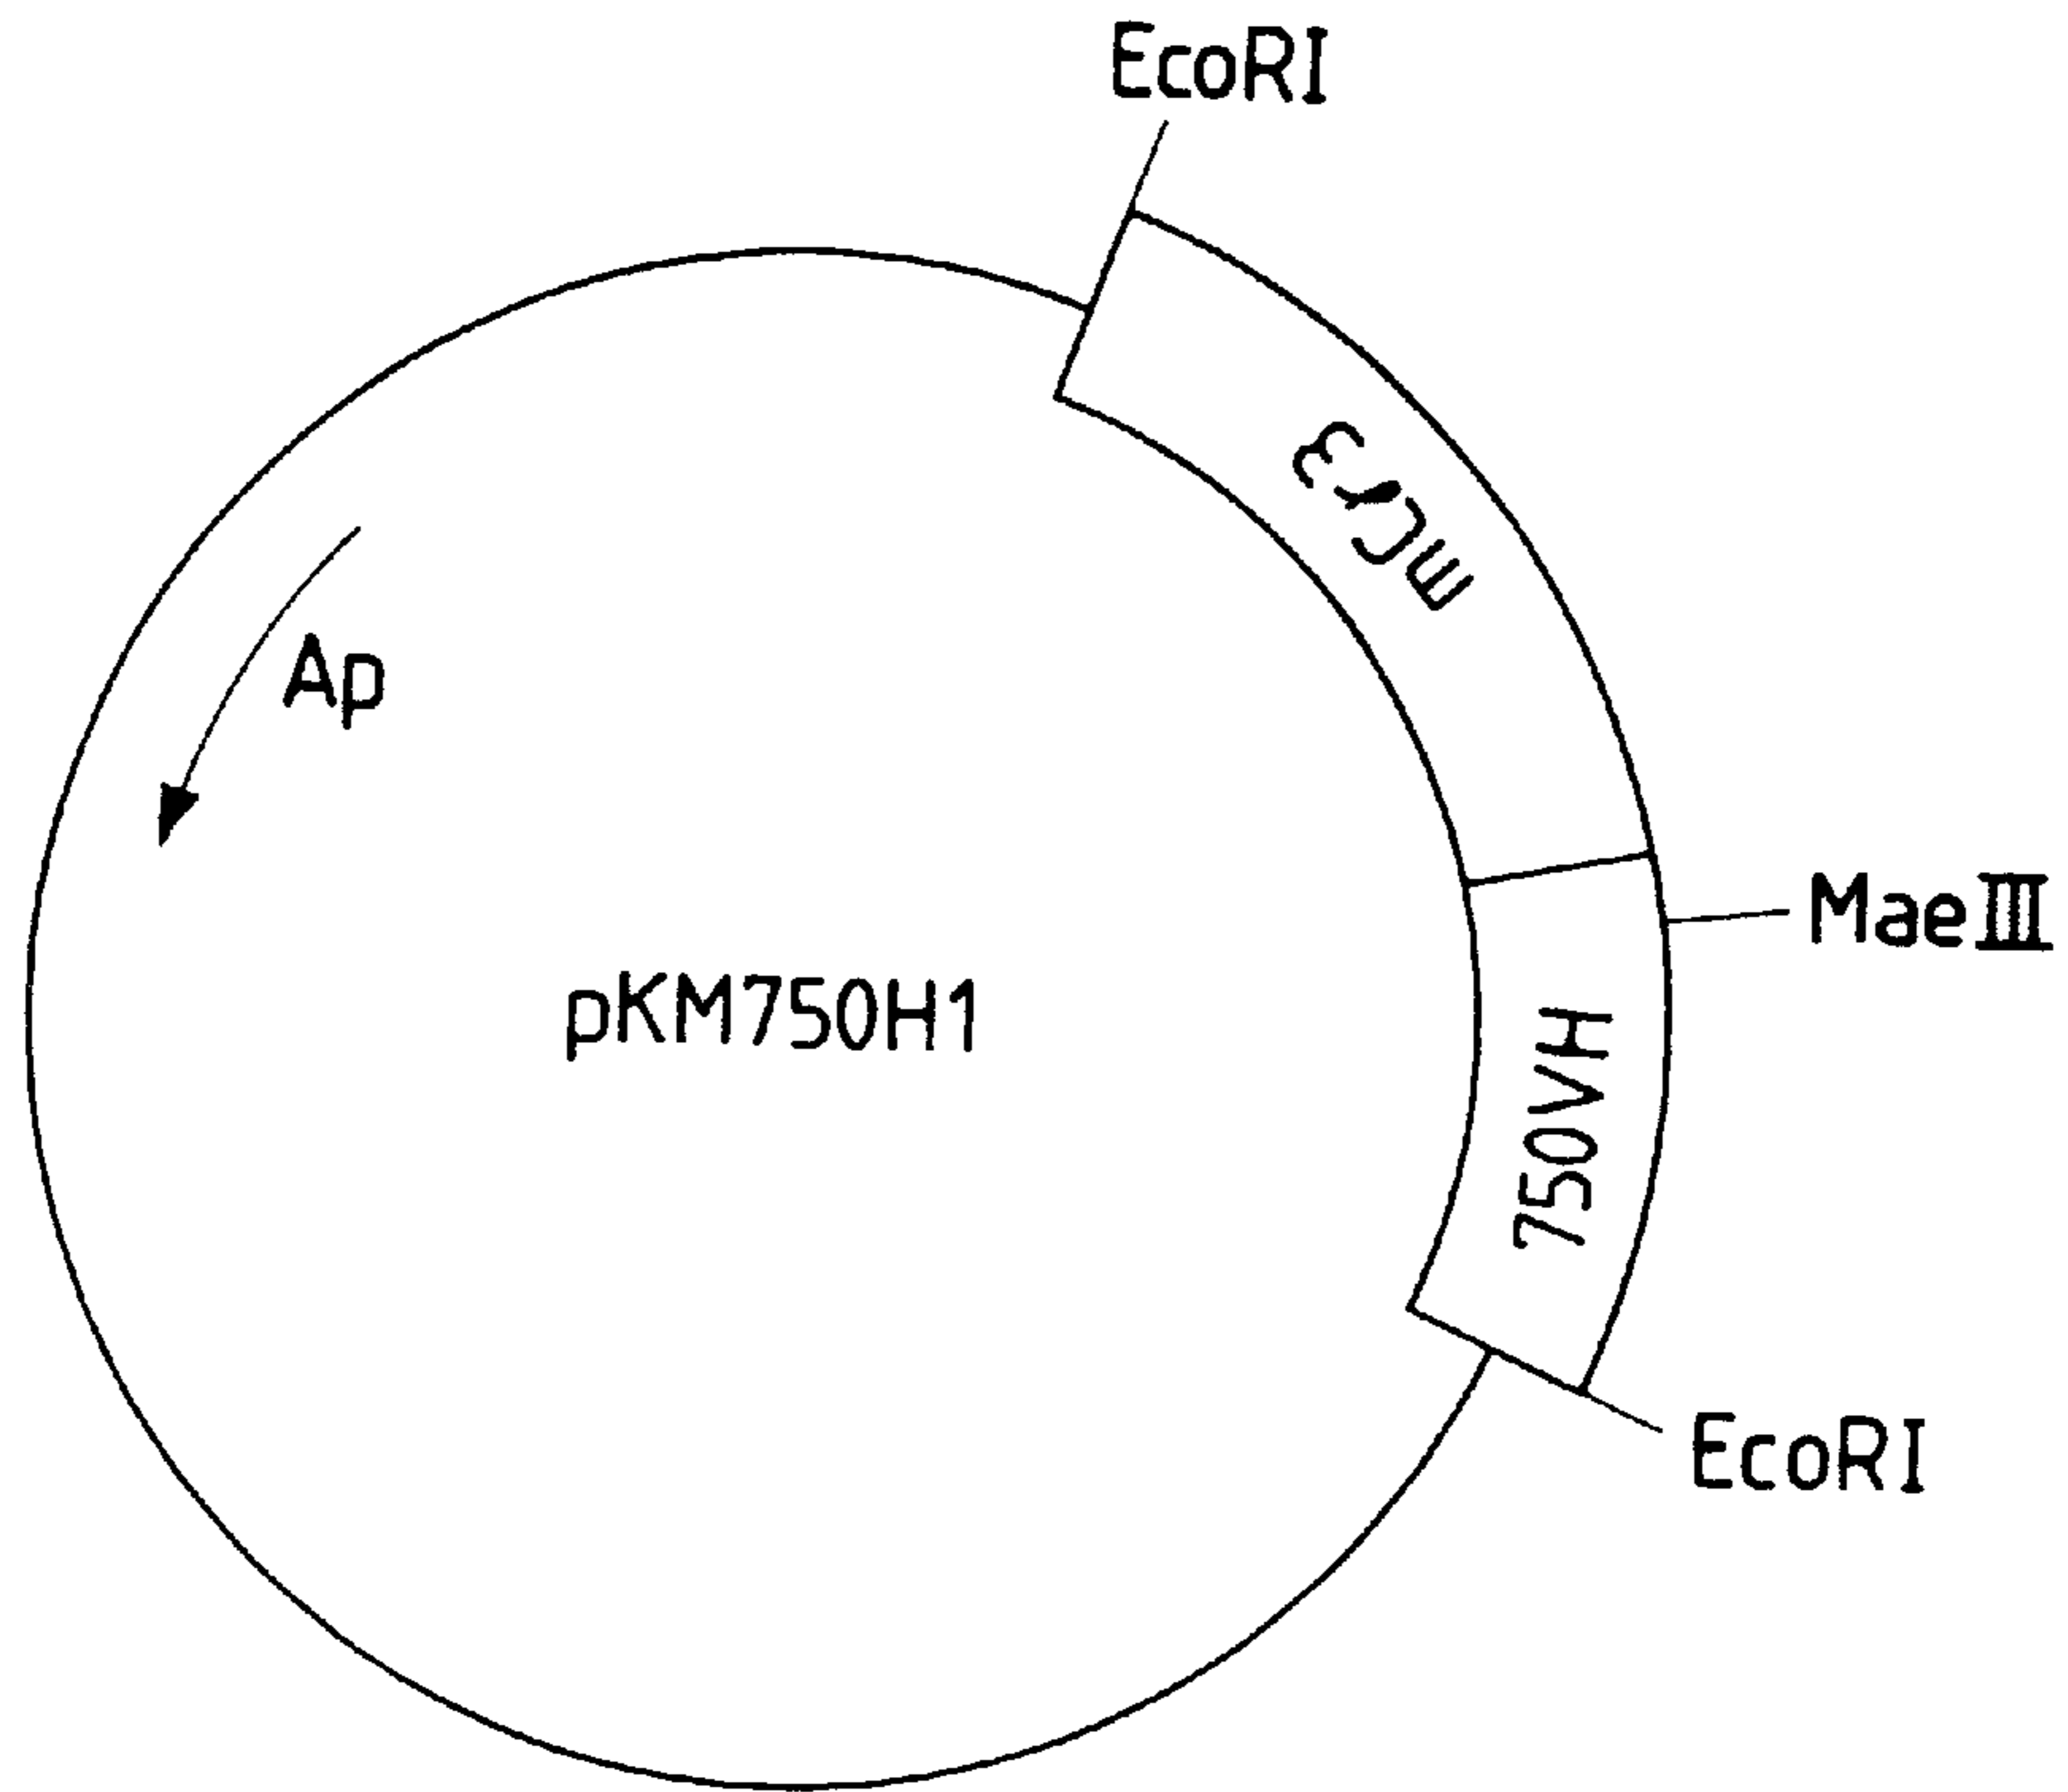 EcoRI
mCγ3
Ap
MaeIII
pKM750H1
750VH
EcoRI